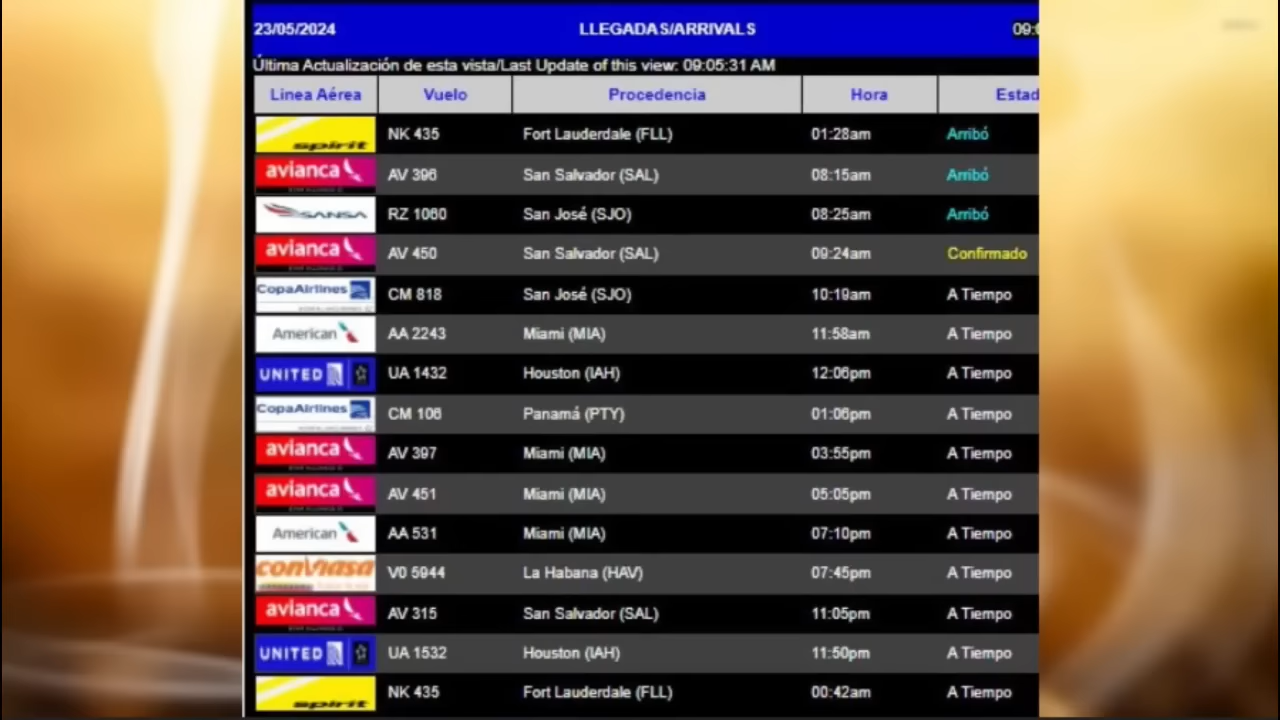 23/05/2024 LLEGADAS/ARRIVALS 09:0
Última Actualización de esta vista/Last Update of this view: 09:05:31 AM
Linea Aérea Vuelo Procedencia Hora Estad
spirit NK 435 Fort Lauderdale (FLL) 01:28am Arribó
avianca AV 396 San Salvador (SAL) 08:15am Arribó
SANSA RZ 1060 San José (SJO) 08:25am Arribó
avianca AV 450 San Salvador (SAL) 09:24am Confirmado
CopaAirlines CM 818 San José (SJO) 10:19am A Tiempo
American AA 2243 Miami (MIA) 11:58am A Tiempo
UNITED UA 1432 Houston (IAH) 12:06pm A Tiempo
CopaAirlines CM 106 Panamá (PTY) 01:06pm A Tiempo
avianca AV 397 Miami (MIA) 03:55pm A Tiempo
avianca AV 451 Miami (MIA) 05:05pm A Tiempo
American AA 531 Miami (MIA) 07:10pm A Tiempo
conviasa V0 5944 La Habana (HAV) 07:45pm A Tiempo
avianca AV 315 San Salvador (SAL) 11:05pm A Tiempo
UNITED UA 1532 Houston (IAH) 11:50pm A Tiempo
spirit NK 435 Fort Lauderdale (FLL) 00:42am A Tiempo